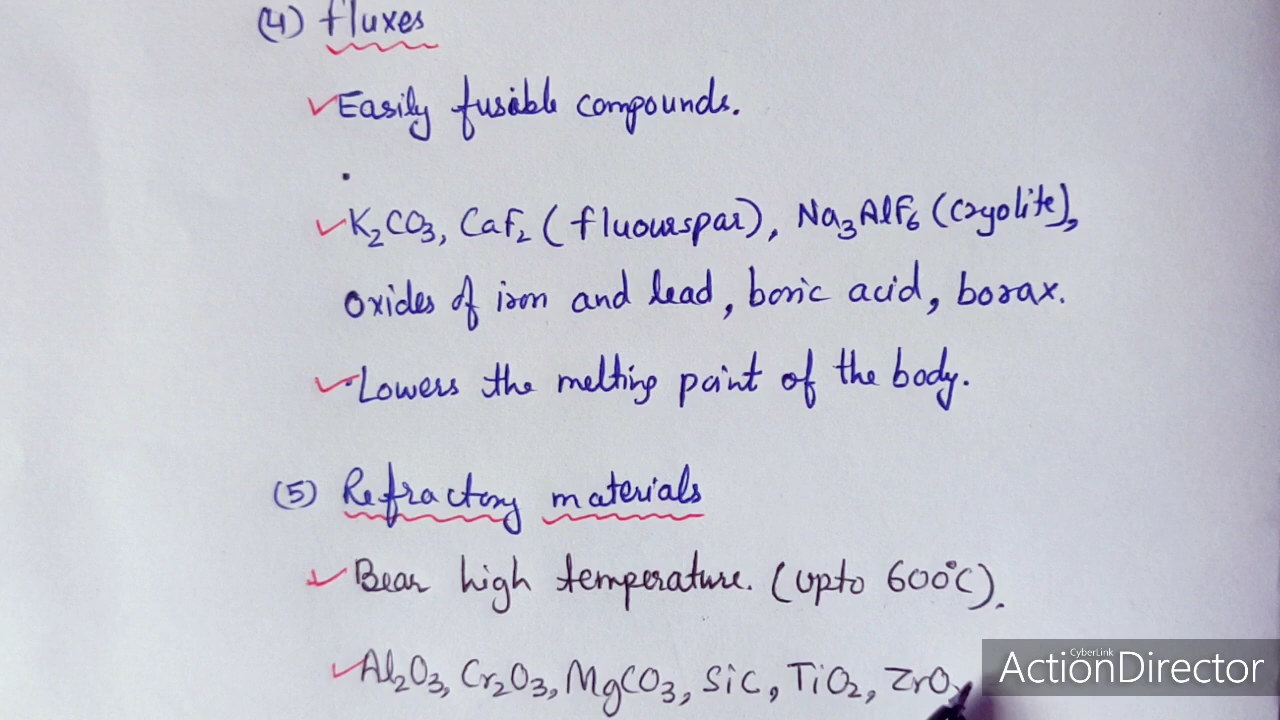 (4) fluxes
Easily fusible compounds.
K₂CO₃, CaF₂ (fluourspar), Na₃AlF₆ (Cryolite),
oxides of iron and lead, boric acid, borax.
Lowers the melting point of the body.
(5) Refractory materials
Bear high temperature. (upto 600°C).
Al₂O₃, Cr₂O₃, MgCO₃, SiC, TiO₂, ZrO
CyberLink
ActionDirector